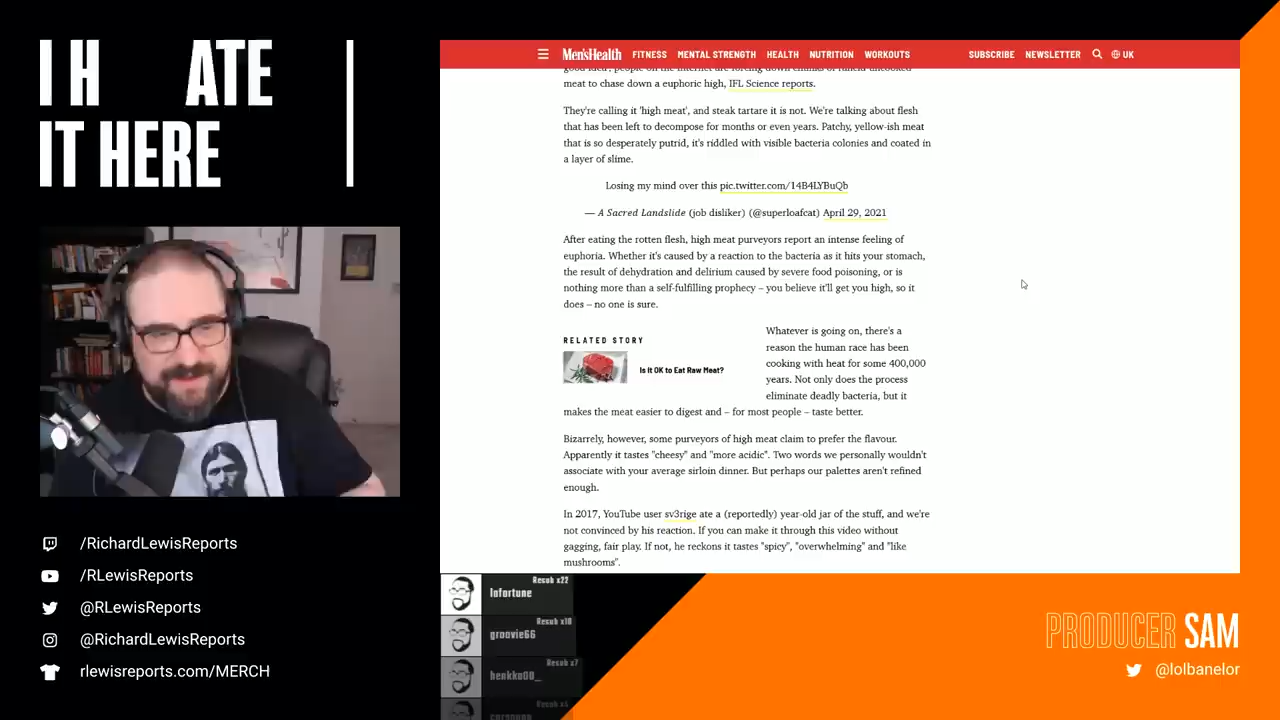 I H ATE
IT HERE
/RichardLewisReports
/RLewisReports
@RLewisReports
@RichardLewisReports
rlewisreports.com/MERCH
Men'sHealth FITNESS MENTAL STRENGTH HEALTH NUTRITION WORKOUTS SUBSCRIBE NEWSLETTER UK
meat to chase down a euphoric high, IFL Science reports.
They're calling it 'high meat', and steak tartare it is not. We're talking about flesh
that has been left to decompose for months or even years. Patchy, yellow-ish meat
that is so desperately putrid, it's riddled with visible bacteria colonies and coated in
a layer of slime.
Losing my mind over this pic.twitter.com/14B4LYBuQb
— A Sacred Landslide (job disliker) (@superloafcat) April 29, 2021
After eating the rotten flesh, high meat purveyors report an intense feeling of
euphoria. Whether it's caused by a reaction to the bacteria as it hits your stomach,
the result of dehydration and delirium caused by severe food poisoning, or is
nothing more than a self-fulfilling prophecy – you believe it'll get you high, so it
does – no one is sure.
RELATED STORY
Is it OK to Eat Raw Meat?
Whatever is going on, there's a
reason the human race has been
cooking with heat for some 400,000
years. Not only does the process
eliminate deadly bacteria, but it
makes the meat easier to digest and – for most people – taste better.
Bizarrely, however, some purveyors of high meat claim to prefer the flavour.
Apparently it tastes "cheesy" and "more acidic". Two words we personally wouldn't
associate with your average sirloin dinner. But perhaps our palettes aren't refined
enough.
In 2017, YouTube user sv3rige ate a (reportedly) year-old jar of the stuff, and we're
not convinced by his reaction. If you can make it through this video without
gagging, fair play. If not, he reckons it tastes "spicy", "overwhelming" and "like
mushrooms".
Resub x22
lafortune
Resub x18
groovie66
Resub x7
henkka00_
PRODUCER SAM
@lolbanelor